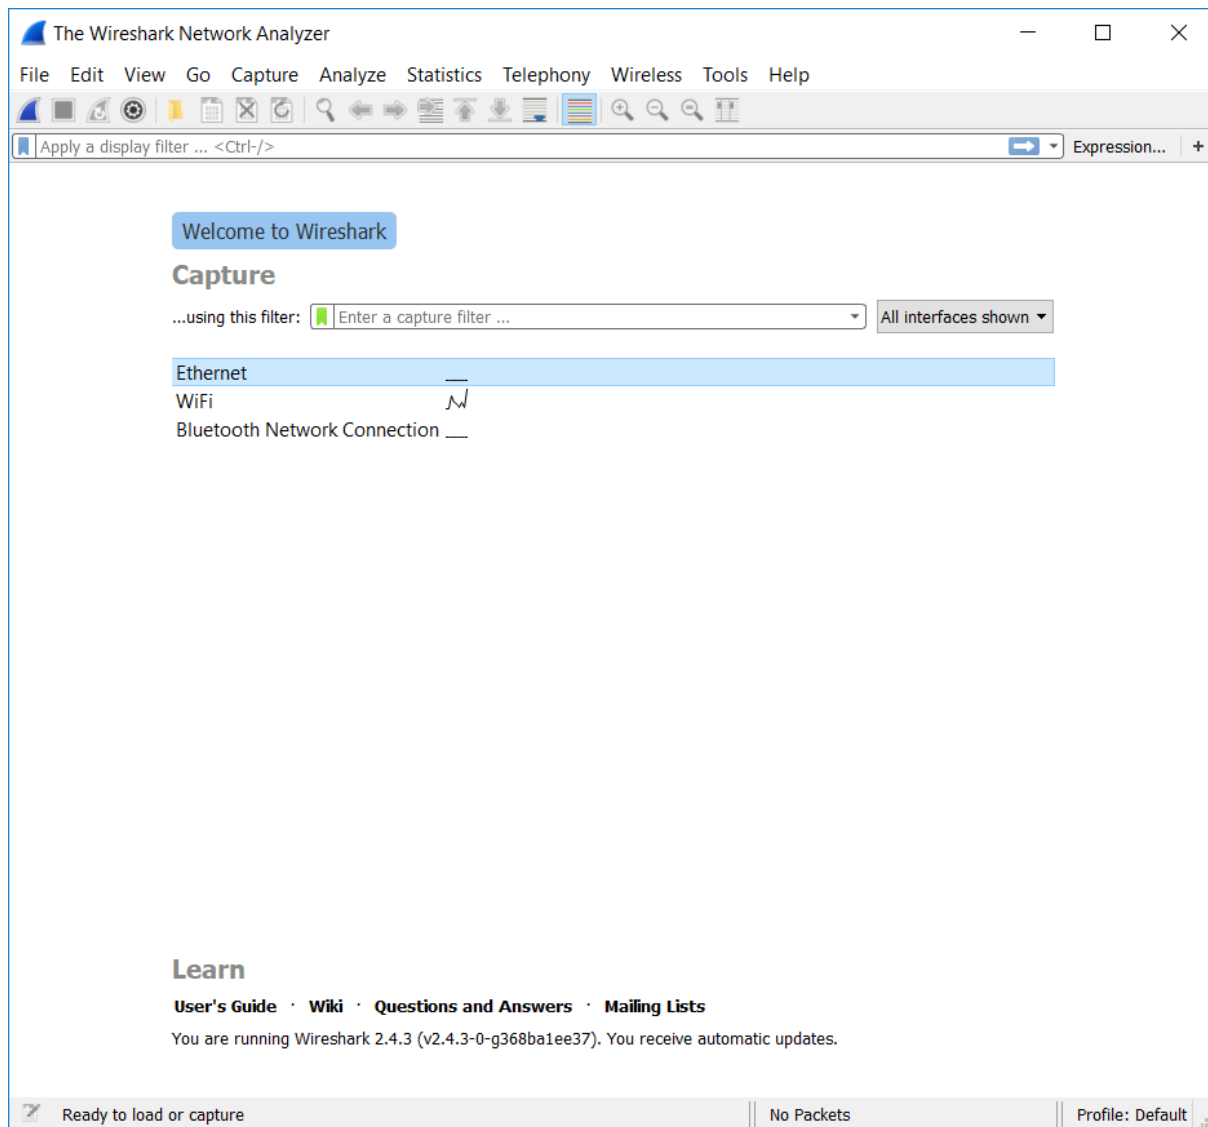 The Wireshark Network Analyzer
File Edit View Go Capture Analyze Statistics Telephony Wireless Tools Help
Apply a display filter ... <Ctrl-/> Expression... +
Welcome to Wireshark
Capture
...using this filter: Enter a capture filter ... All interfaces shown
Ethernet
WiFi
Bluetooth Network Connection
Learn
User's Guide · Wiki · Questions and Answers · Mailing Lists
You are running Wireshark 2.4.3 (v2.4.3-0-g368ba1ee37). You receive automatic updates.
Ready to load or capture No Packets Profile: Default